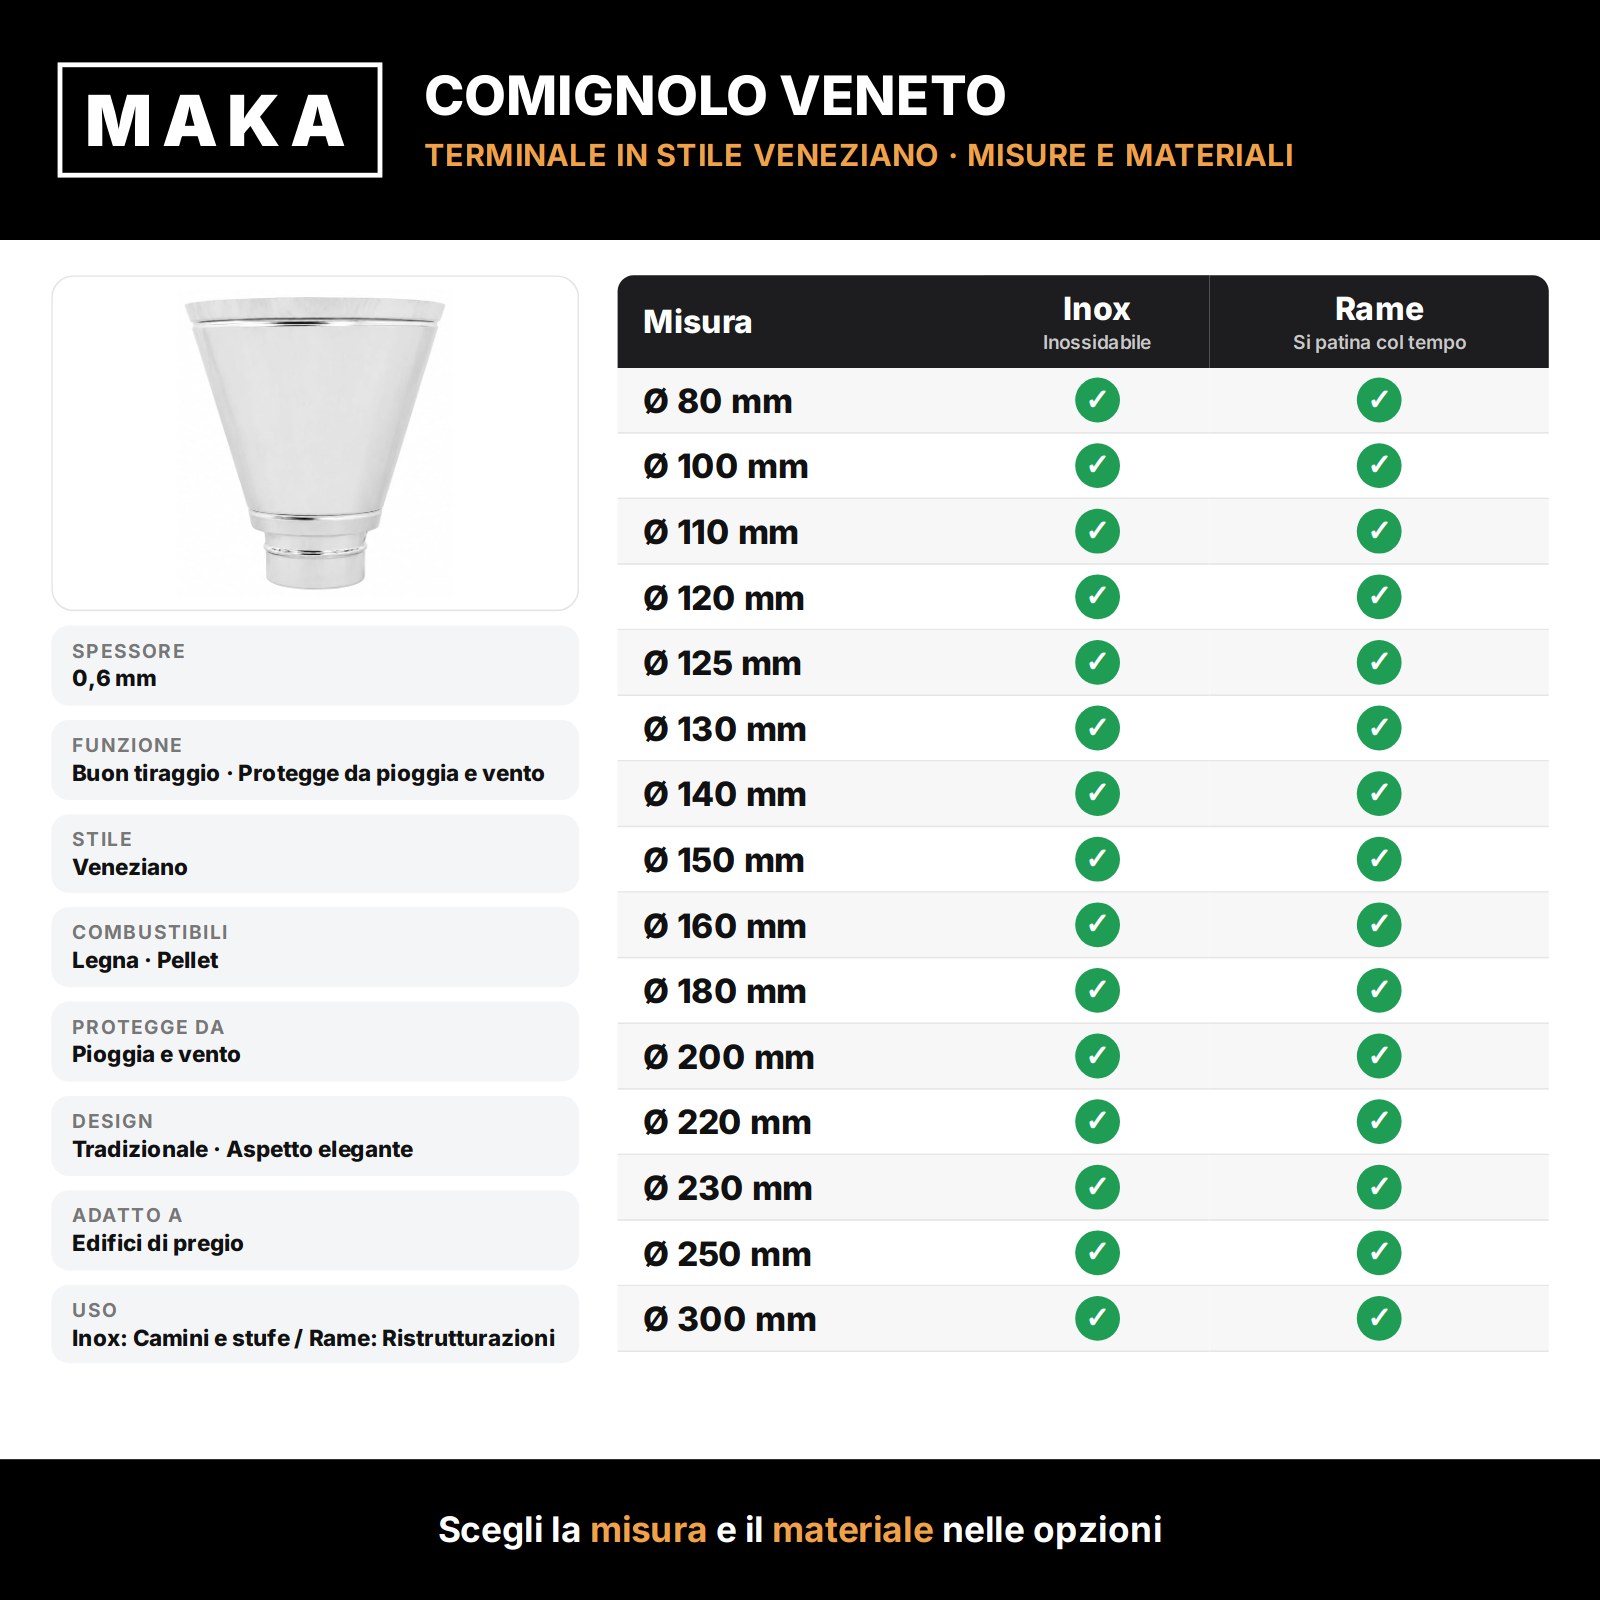 MAKA
COMIGNOLO VENETO
TERMINALE IN STILE VENEZIANO · MISURE E MATERIALI
SPESSORE
0,6 mm
FUNZIONE
Buon tiraggio · Protegge da pioggia e vento
STILE
Veneziano
COMBUSTIBILI
Legna · Pellet
PROTEGGE DA
Pioggia e vento
DESIGN
Tradizionale · Aspetto elegante
ADATTO A
Edifici di pregio
USO
Inox: Camini e stufe / Rame: Ristrutturazioni
Misura Inox Rame
Inossidabile Si patina col tempo
Ø 80 mm ✓ ✓
Ø 100 mm ✓ ✓
Ø 110 mm ✓ ✓
Ø 120 mm ✓ ✓
Ø 125 mm ✓ ✓
Ø 130 mm ✓ ✓
Ø 140 mm ✓ ✓
Ø 150 mm ✓ ✓
Ø 160 mm ✓ ✓
Ø 180 mm ✓ ✓
Ø 200 mm ✓ ✓
Ø 220 mm ✓ ✓
Ø 230 mm ✓ ✓
Ø 250 mm ✓ ✓
Ø 300 mm ✓ ✓
Scegli la misura e il materiale nelle opzioni